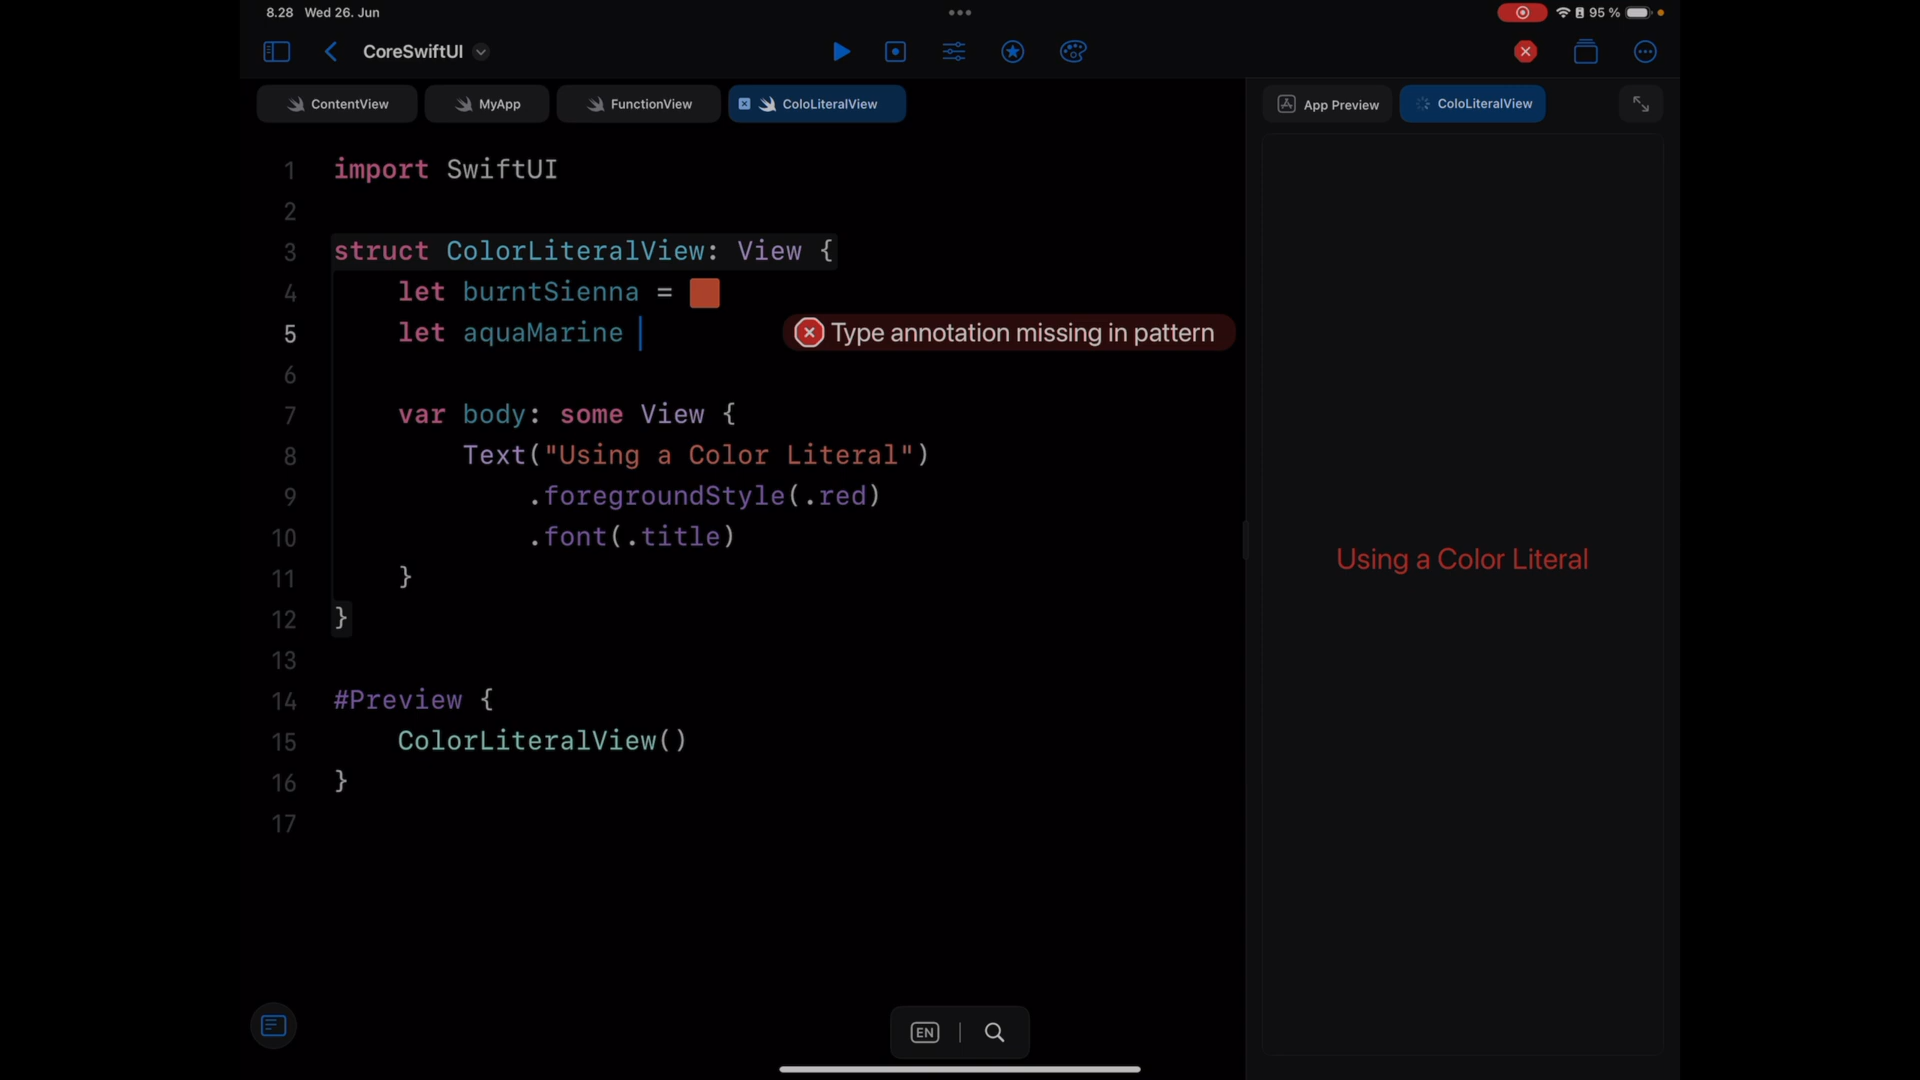 8.28 Wed 26. Jun
95 %
CoreSwiftUI
ContentView
MyApp
FunctionView
ColoLiteralView
App Preview
ColoLiteralView
1 import SwiftUI
2
3 struct ColorLiteralView: View {
4 let burntSienna =
5 let aquaMarine
Type annotation missing in pattern
6
7 var body: some View {
8 Text("Using a Color Literal")
9 .foregroundStyle(.red)
10 .font(.title)
11 }
12 }
13
14 #Preview {
15 ColorLiteralView()
16 }
17
Using a Color Literal
EN